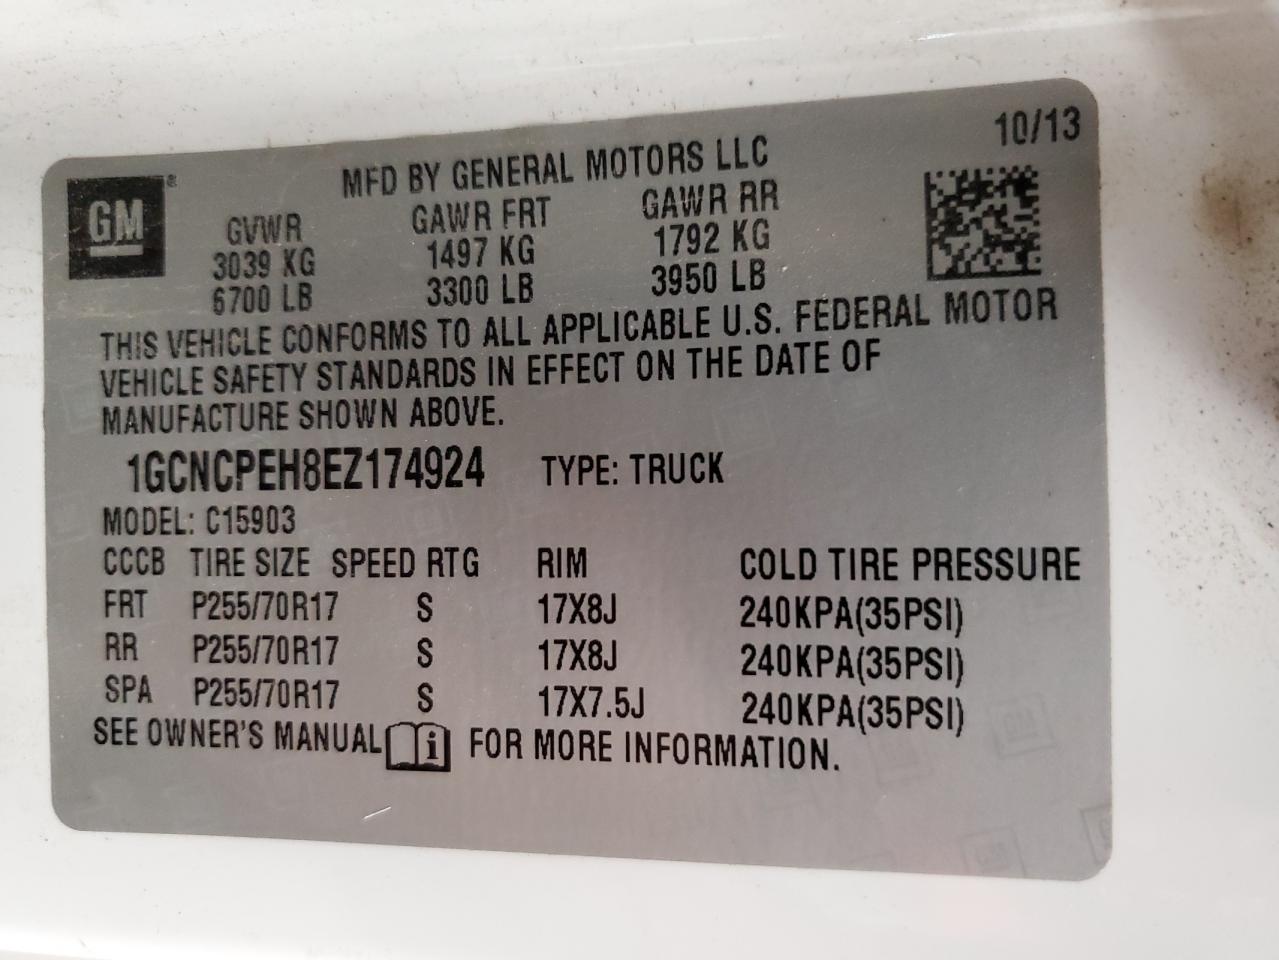 10/13
MFD BY GENERAL MOTORS LLC
GM
GVWR GAWR FRT GAWR RR
3039 KG 1497 KG 1792 KG
6700 LB 3300 LB 3950 LB
THIS VEHICLE CONFORMS TO ALL APPLICABLE U.S. FEDERAL MOTOR
VEHICLE SAFETY STANDARDS IN EFFECT ON THE DATE OF
MANUFACTURE SHOWN ABOVE.
1GCNCPEH8EZ174924 TYPE: TRUCK
MODEL: C15903
CCCB TIRE SIZE SPEED RTG RIM COLD TIRE PRESSURE
FRT P255/70R17 S 17X8J 240KPA(35PSI)
RR P255/70R17 S 17X8J 240KPA(35PSI)
SPA P255/70R17 S 17X7.5J 240KPA(35PSI)
SEE OWNER'S MANUAL i FOR MORE INFORMATION.